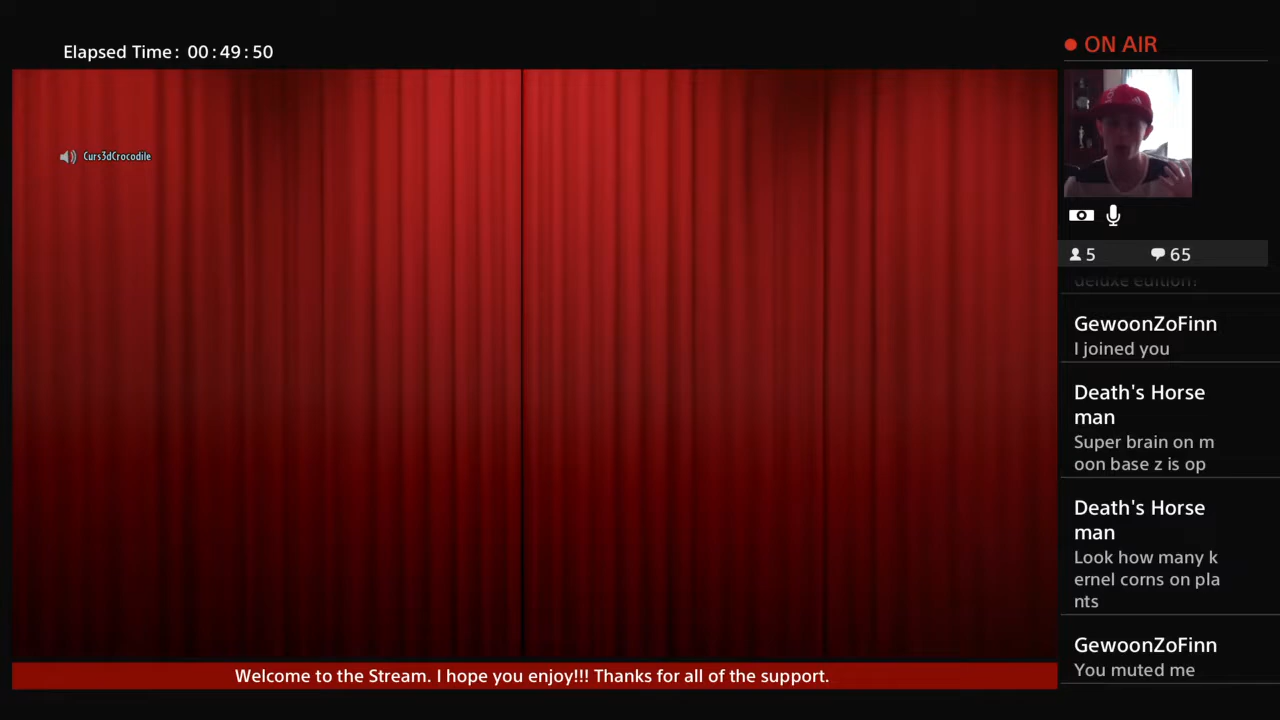 Elapsed Time: 00:49:50
ON AIR
Curs3dCrocodile
5 65
deluxe edition?
GewoonZoFinn
I joined you
Death's Horse
man
Super brain on m
oon base z is op
Death's Horse
man
Look how many k
ernel corns on pla
nts
GewoonZoFinn
You muted me
Welcome to the Stream. I hope you enjoy!!! Thanks for all of the support.